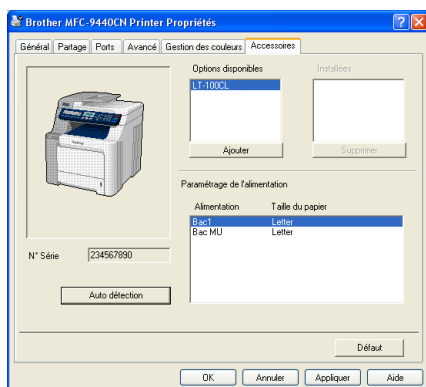 Brother MFC-9440CN Printer Propriétés
Général Partage Ports Avancé Gestion des couleurs Accessoires
Options disponibles Installées
LT-100CL
Ajouter Supprimer
Paramétrage de l'alimentation
Alimentation Taille du papier
Bac1 Letter
Bac MU Letter
N° Série 234567890
Auto détection
Défaut
OK Annuler Appliquer Aide